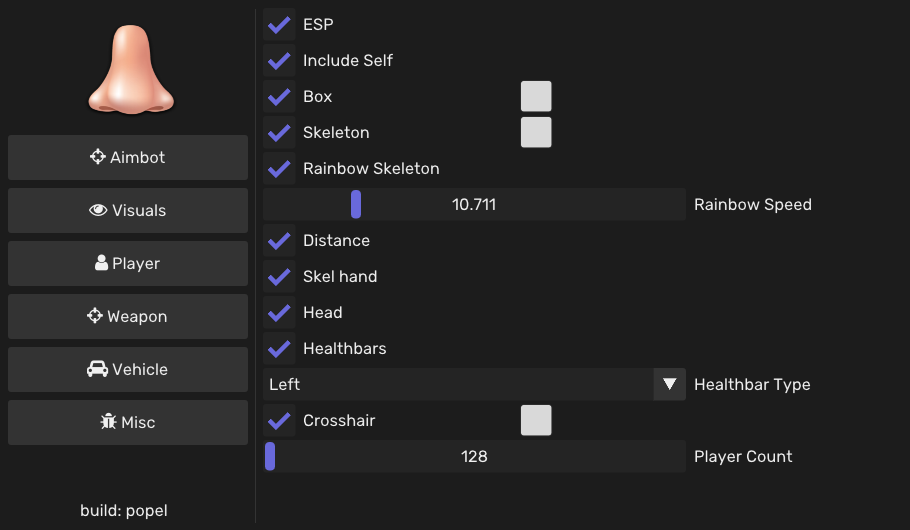 Aimbot
Visuals
Player
Weapon
Vehicle
Misc
build: popel
ESP
Include Self
Box
Skeleton
Rainbow Skeleton
10.711 Rainbow Speed
Distance
Skel hand
Head
Healthbars
Left Healthbar Type
Crosshair
128 Player Count